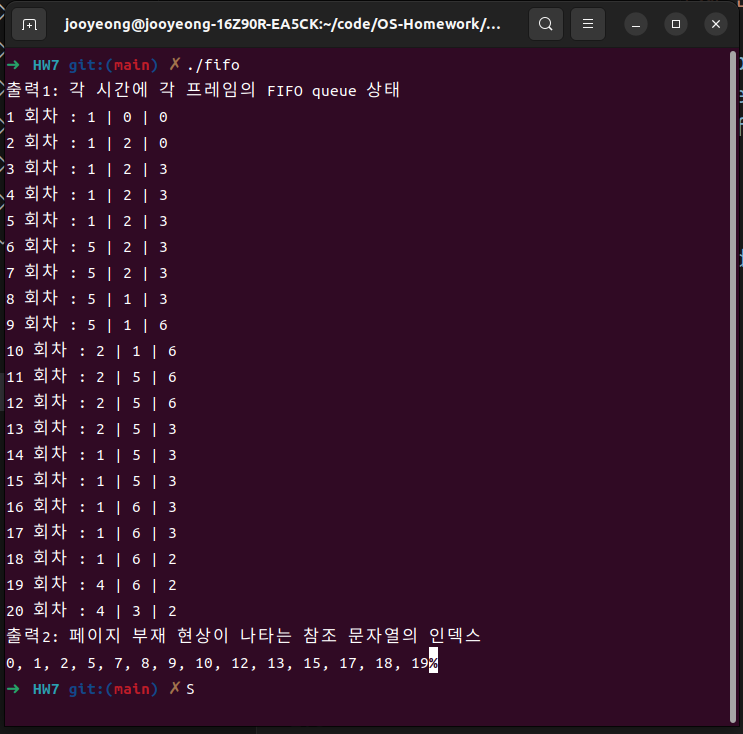 jooyeong@jooyeong-16Z90R-EA5CK:~/code/OS-Homework/...
➜ HW7 git:(main) ✗ ./fifo
출력1: 각 시간에 각 프레임의 FIFO queue 상태
1 회차 : 1 | 0 | 0
2 회차 : 1 | 2 | 0
3 회차 : 1 | 2 | 3
4 회차 : 1 | 2 | 3
5 회차 : 1 | 2 | 3
6 회차 : 5 | 2 | 3
7 회차 : 5 | 2 | 3
8 회차 : 5 | 1 | 3
9 회차 : 5 | 1 | 6
10 회차 : 2 | 1 | 6
11 회차 : 2 | 5 | 6
12 회차 : 2 | 5 | 6
13 회차 : 2 | 5 | 3
14 회차 : 1 | 5 | 3
15 회차 : 1 | 5 | 3
16 회차 : 1 | 6 | 3
17 회차 : 1 | 6 | 3
18 회차 : 1 | 6 | 2
19 회차 : 4 | 6 | 2
20 회차 : 4 | 3 | 2
출력2: 페이지 부재 현상이 나타는 참조 문자열의 인덱스
0, 1, 2, 5, 7, 8, 9, 10, 12, 13, 15, 17, 18, 19%
➜ HW7 git:(main) ✗ S